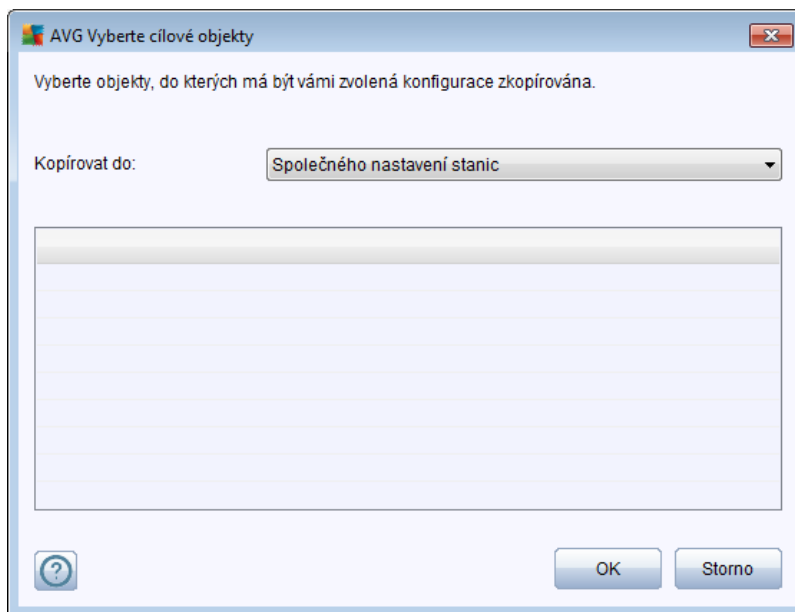 AVG Vyberte cílové objekty
Vyberte objekty, do kterých má být vámi zvolená konfigurace zkopírována.
Kopírovat do:
Společného nastavení stanic
?
OK
Storno